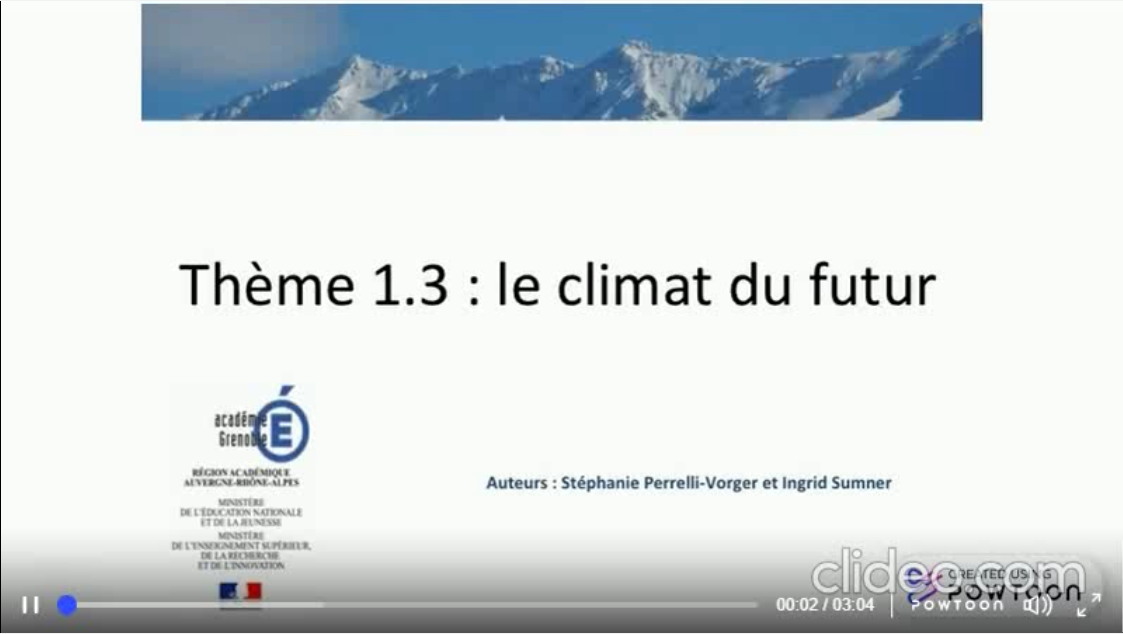 Thème 1.3 : le climat du futur
académie
Grenoble
RÉGION ACADÉMIQUE
AUVERGNE-RHÔNE-ALPES
MINISTÈRE
DE L'ÉDUCATION NATIONALE
ET DE LA JEUNESSE
MINISTÈRE
DE L'ENSEIGNEMENT SUPÉRIEUR,
DE LA RECHERCHE
ET DE L'INNOVATION
Auteurs : Stéphanie Perrelli-Vorger et Ingrid Sumner
clideo.com
CREATED USING
POWTOON
00:02 / 03:04
POWTOON